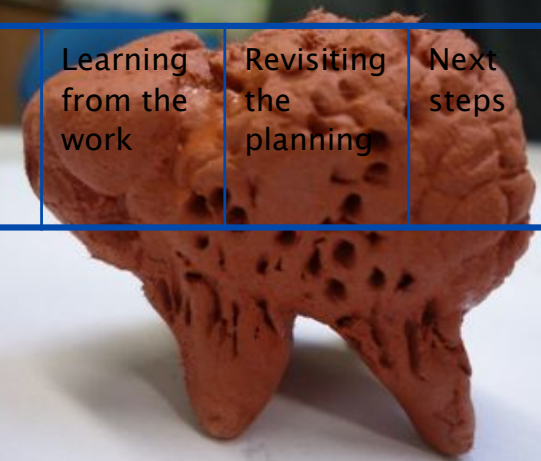 Learning
from the
work
Revisiting
the
planning
Next
steps